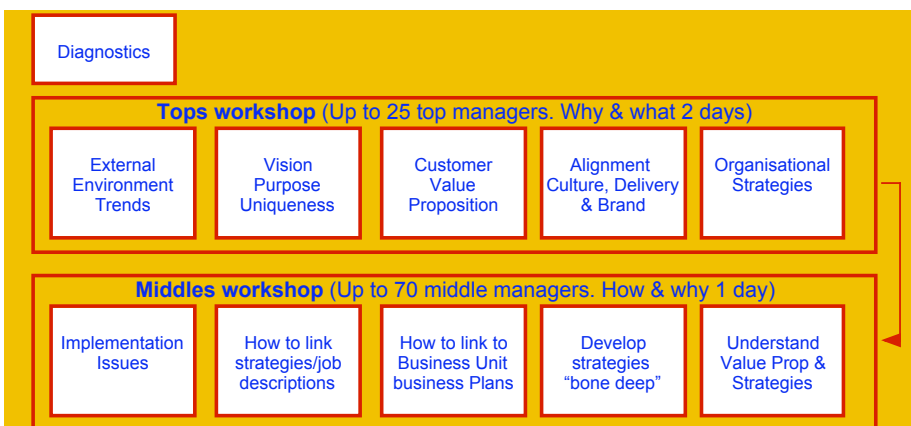 Diagnostics
Tops workshop (Up to 25 top managers. Why & what 2 days)
External
Environment
Trends
Vision
Purpose
Uniqueness
Customer
Value
Proposition
Alignment
Culture, Delivery
& Brand
Organisational
Strategies
Middles workshop (Up to 70 middle managers. How & why 1 day)
Implementation
Issues
How to link
strategies/job
descriptions
How to link to
Business Unit
business Plans
Develop
strategies
“bone deep”
Understand
Value Prop &
Strategies